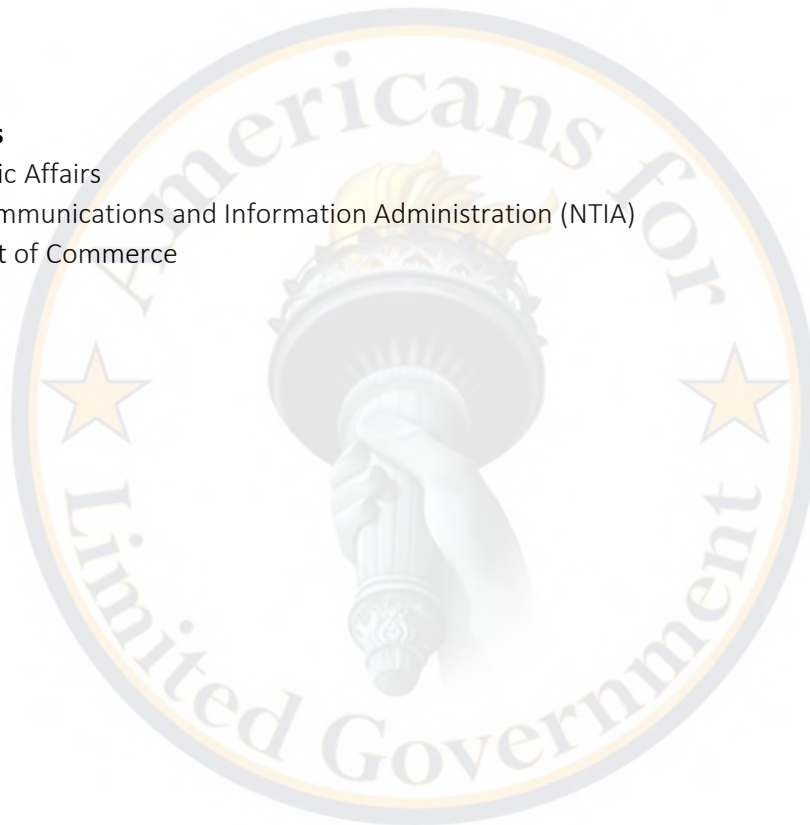 s
ic Affairs
mmunications and Information Administration (NTIA)
t of Commerce
Americans for
Limited Government